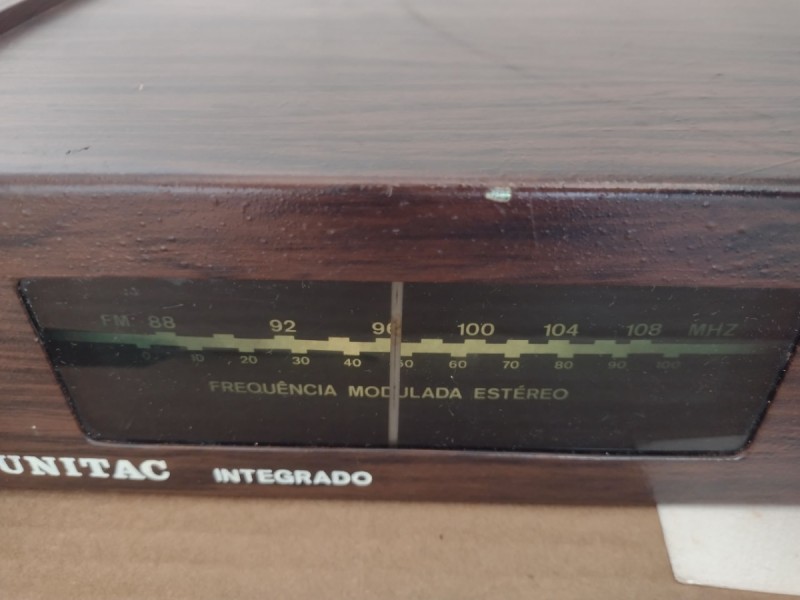 FM 88 92 96 100 104 108 MHZ
0 10 20 30 40 50 60 70 80 90 100
FREQUÊNCIA MODULADA ESTÉREO
UNITAC INTEGRADO